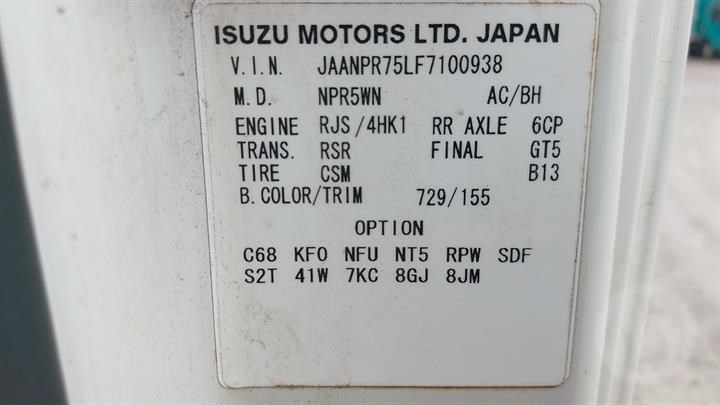 ISUZU MOTORS LTD. JAPAN
V.I.N. JAANPR75LF7100938
M.D. NPR5WN AC/BH
ENGINE RJS/4HK1 RR AXLE 6CP
TRANS. RSR FINAL GT5
TIRE CSM B13
B.COLOR/TRIM 729/155
OPTION
C68 KFO NFU NT5 RPW SDF
S2T 41W 7KC 8GJ 8JM